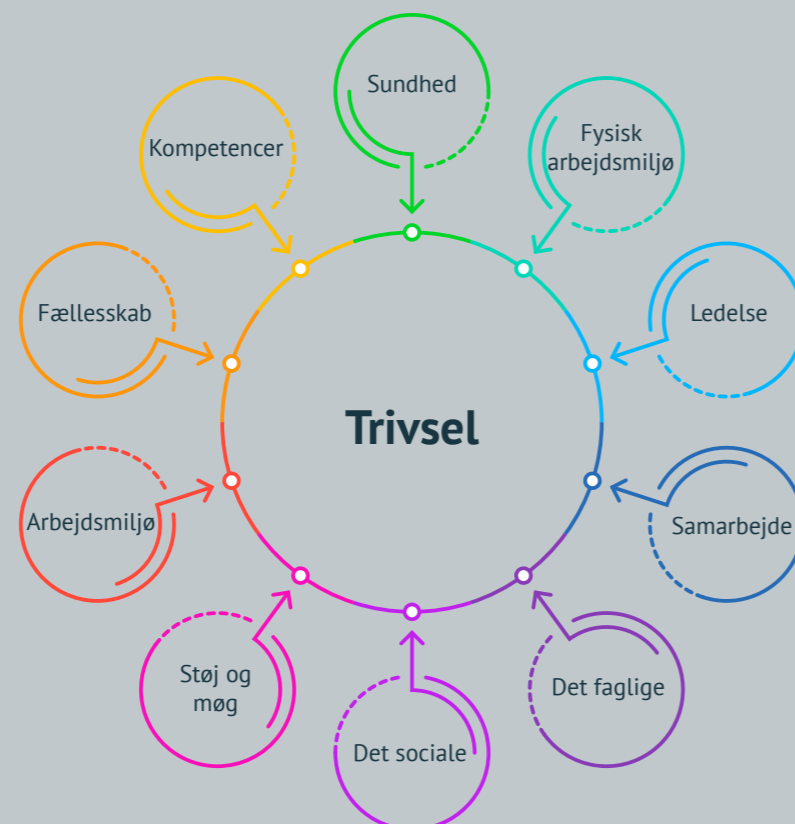 Sundhed
Fysisk
arbejdsmiljø
Ledelse
Samarbejde
Det faglige
Det sociale
Støj og
møg
Arbejdsmiljø
Fællesskab
Kompetencer
Trivsel